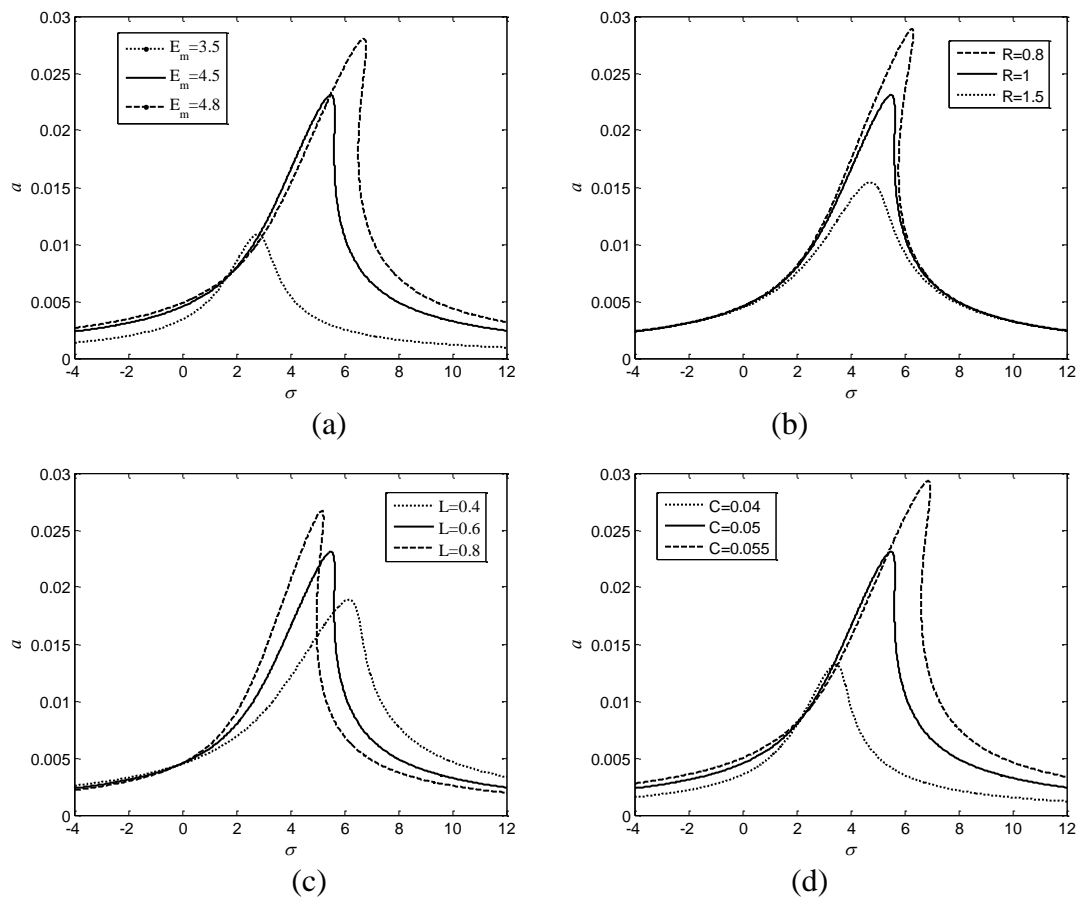 0.03
0.025
0.02
0.015
0.01
0.005
0
a
-4 -2 0 2 4 6 8 10 12
σ
E_m=3.5
E_m=4.5
E_m=4.8
(a)
0.03
0.025
0.02
0.015
0.01
0.005
0
a
-4 -2 0 2 4 6 8 10 12
σ
R=0.8
R=1
R=1.5
(b)
0.03
0.025
0.02
0.015
0.01
0.005
0
a
-4 -2 0 2 4 6 8 10 12
σ
L=0.4
L=0.6
L=0.8
(c)
0.03
0.025
0.02
0.015
0.01
0.005
0
a
-4 -2 0 2 4 6 8 10 12
σ
C=0.04
C=0.05
C=0.055
(d)